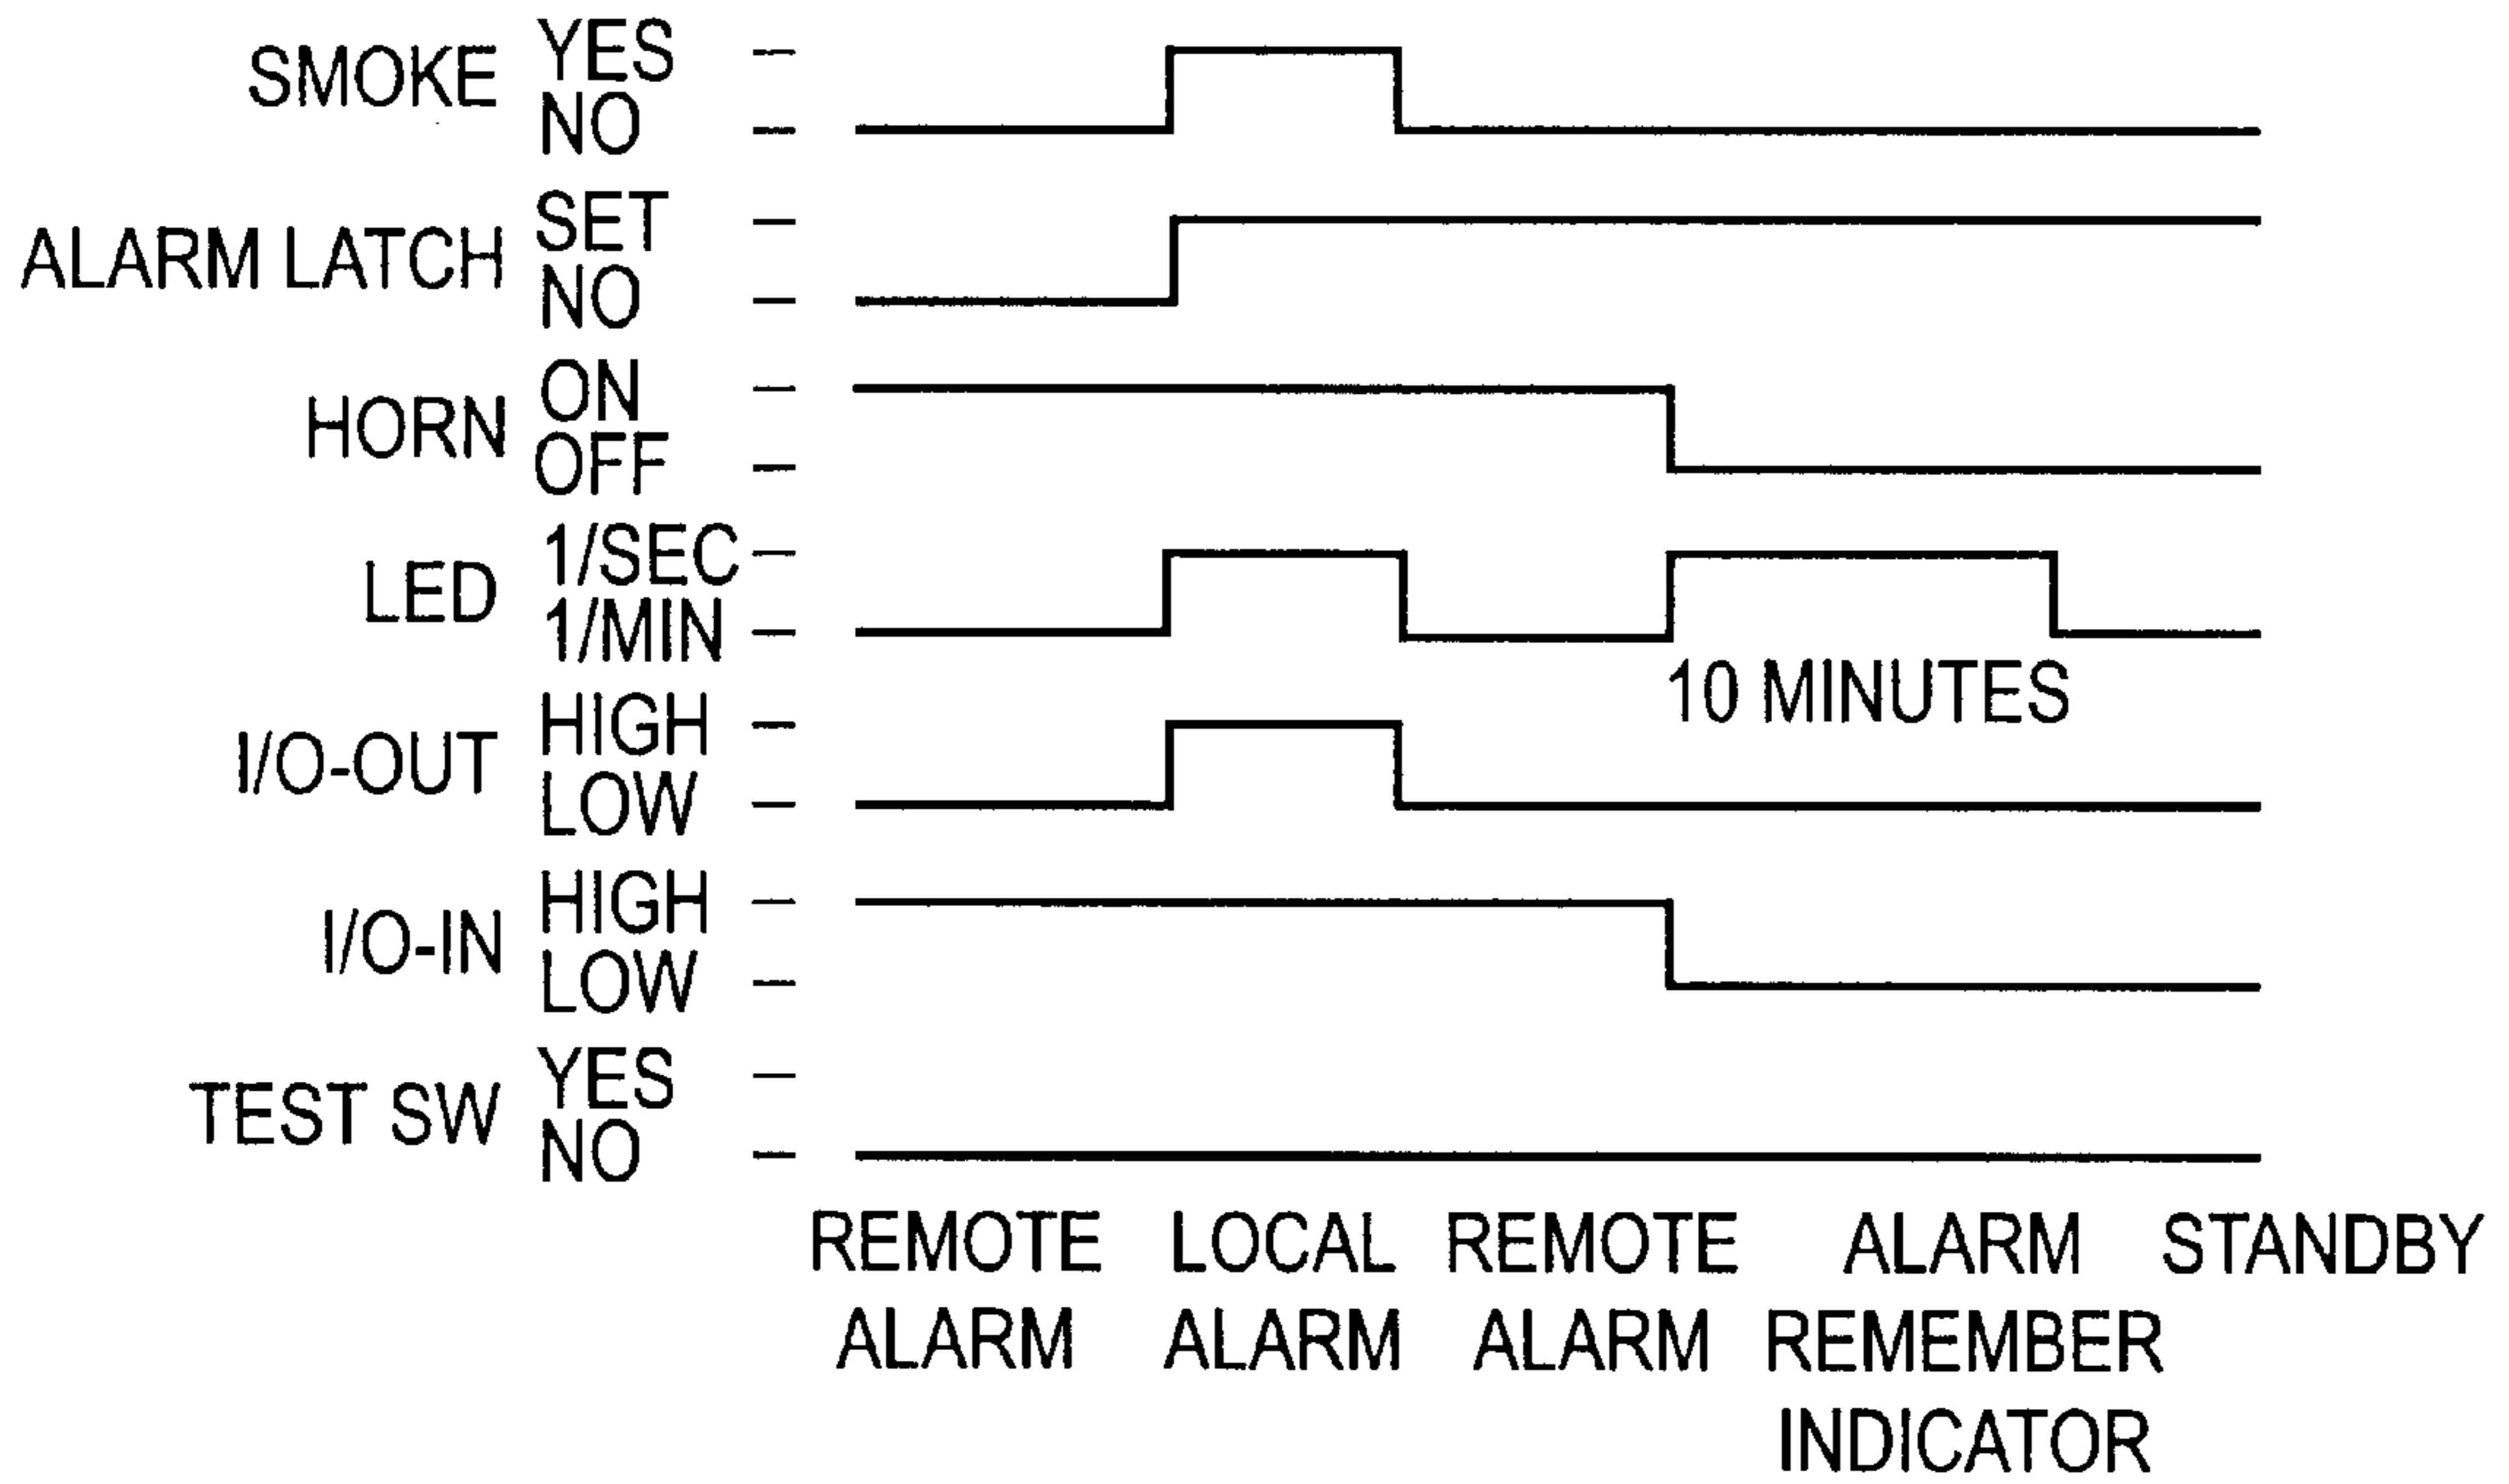 SMOKE YES
NO
ALARM LATCH SET
NO
HORN ON
OFF
LED 1/SEC
1/MIN
10 MINUTES
I/O-OUT HIGH
LOW
I/O-IN HIGH
LOW
TEST SW YES
NO
REMOTE LOCAL REMOTE ALARM STANDBY
ALARM ALARM ALARM REMEMBER
INDICATOR